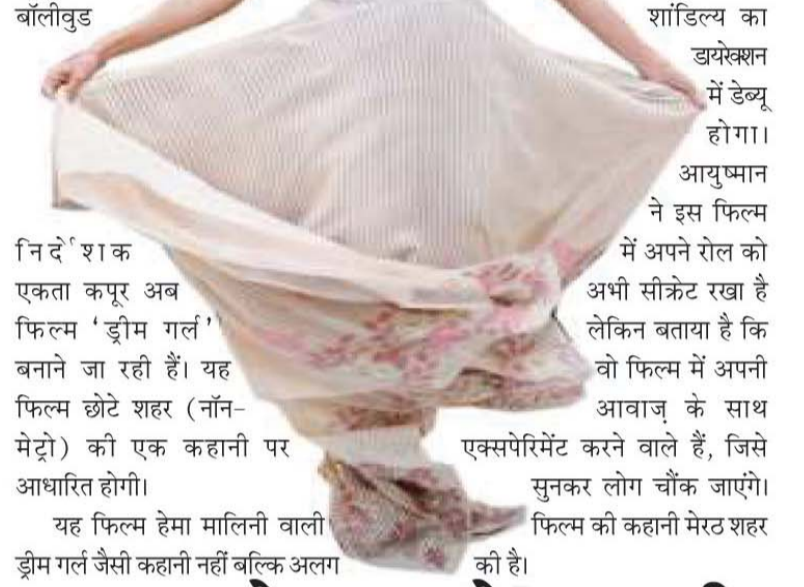 बॉलीवुड
निर्देशक
एकता कपूर अब
फिल्म 'ड्रीम गर्ल'
बनाने जा रही हैं। यह
फिल्म छोटे शहर (नॉन-
मेट्रो) की एक कहानी पर
आधारित होगी।
यह फिल्म हेमा मालिनी वाली
ड्रीम गर्ल जैसी कहानी नहीं बल्कि अलग
शांडिल्य का
डायरेक्शन
में डेब्यू
होगा।
आयुष्मान
ने इस फिल्म
में अपने रोल को
अभी सीक्रेट रखा है
लेकिन बताया है कि
वो फिल्म में अपनी
आवाज़ के साथ
एक्सपेरिमेंट करने वाले हैं, जिसे
सुनकर लोग चौंक जाएंगे।
फिल्म की कहानी मेरठ शहर
की है।